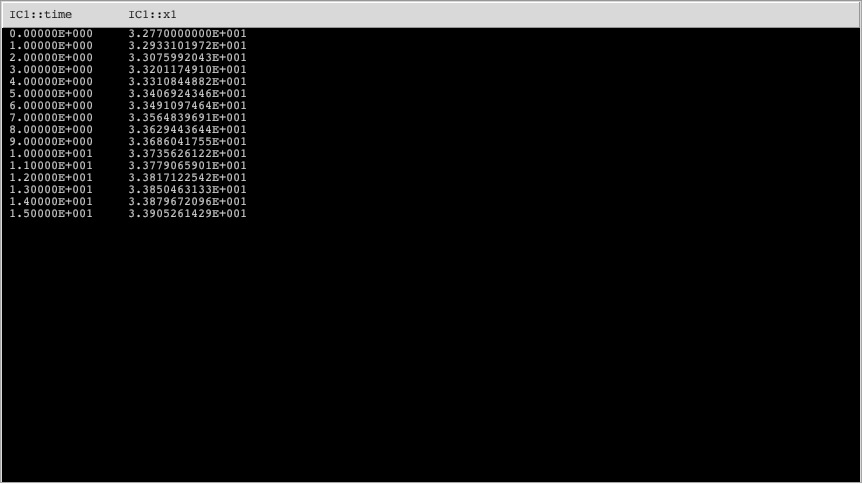 IC1::time IC1::x1
0.00000E+000 3.2770000000E+001
1.00000E+000 3.2933101972E+001
2.00000E+000 3.3075992043E+001
3.00000E+000 3.3201174910E+001
4.00000E+000 3.3310844882E+001
5.00000E+000 3.3406924346E+001
6.00000E+000 3.3491097464E+001
7.00000E+000 3.3564839691E+001
8.00000E+000 3.3629443644E+001
9.00000E+000 3.3686041755E+001
1.00000E+001 3.3735626122E+001
1.10000E+001 3.3779065901E+001
1.20000E+001 3.3817122542E+001
1.30000E+001 3.3850463133E+001
1.40000E+001 3.3879672096E+001
1.50000E+001 3.3905261429E+001